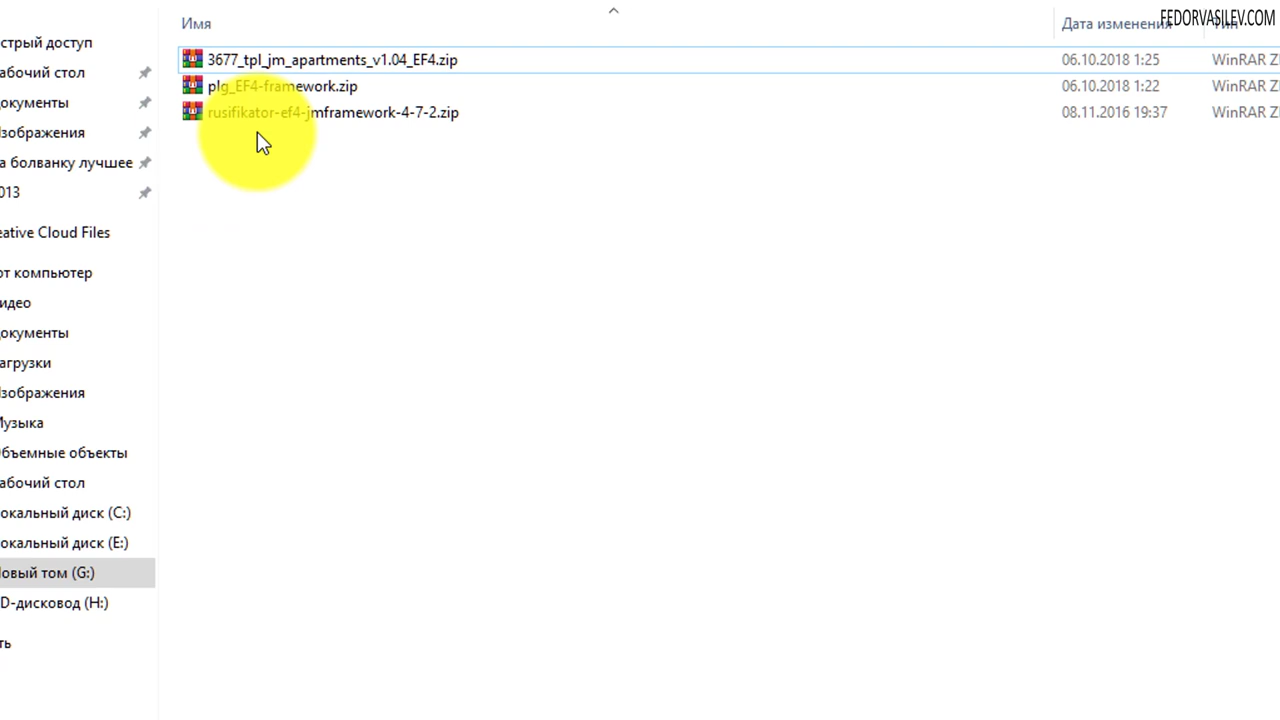 FEDORVASILEV.COM
Имя
Дата изменения
Тип
3677_tpl_jm_apartments_v1.04_EF4.zip
06.10.2018 1:25
WinRAR Z
plg_EF4-framework.zip
06.10.2018 1:22
WinRAR Z
rusifikator-ef4-jmframework-4-7-2.zip
08.11.2016 19:37
WinRAR Z
стрый доступ
абочий стол
окументы
зображения
а болванку лучшее
013
eative Cloud Files
от компьютер
идео
окументы
агрузки
зображения
Музыка
бъемные объекты
абочий стол
окальный диск (C:)
окальный диск (E:)
овый том (G:)
D-дисковод (H:)
ть